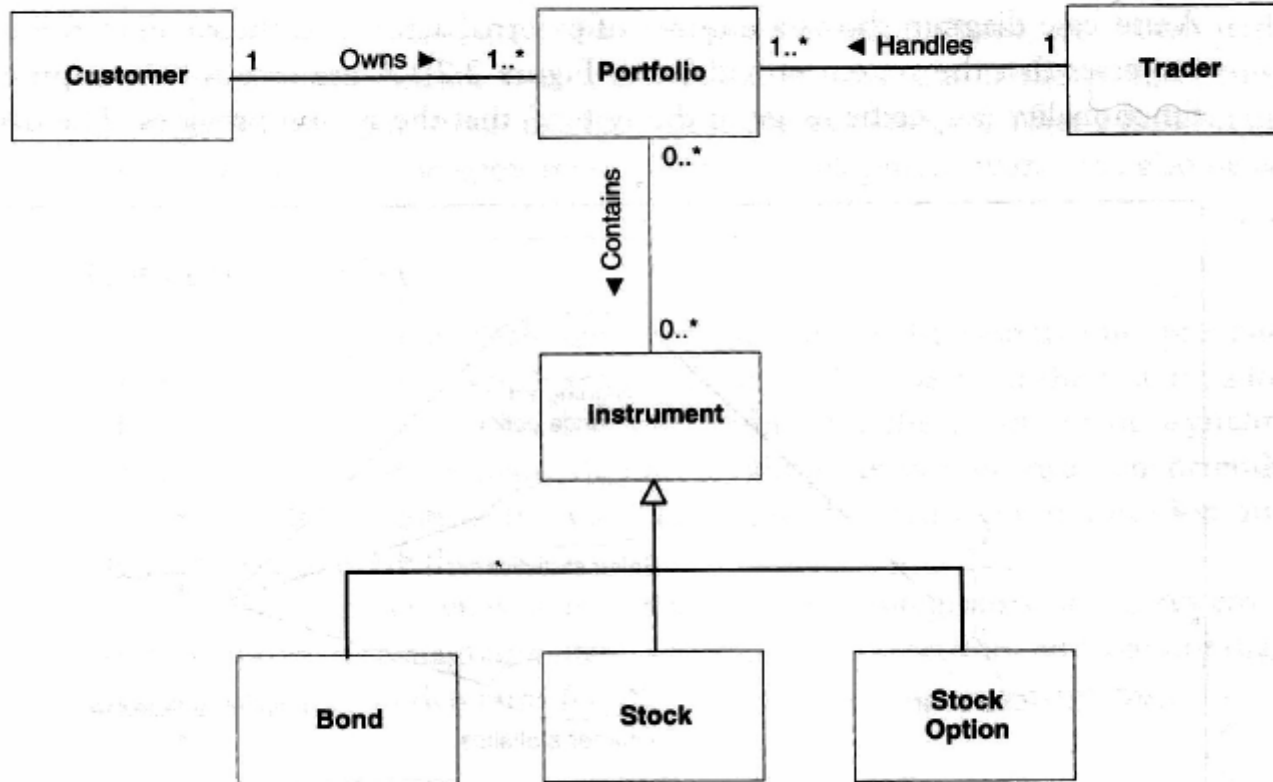 Customer
1
Owns ►
1..*
Portfolio
1..*
◄ Handles
1
Trader
0..*
◄ Contains
0..*
Instrument
Bond
Stock
Stock
Option